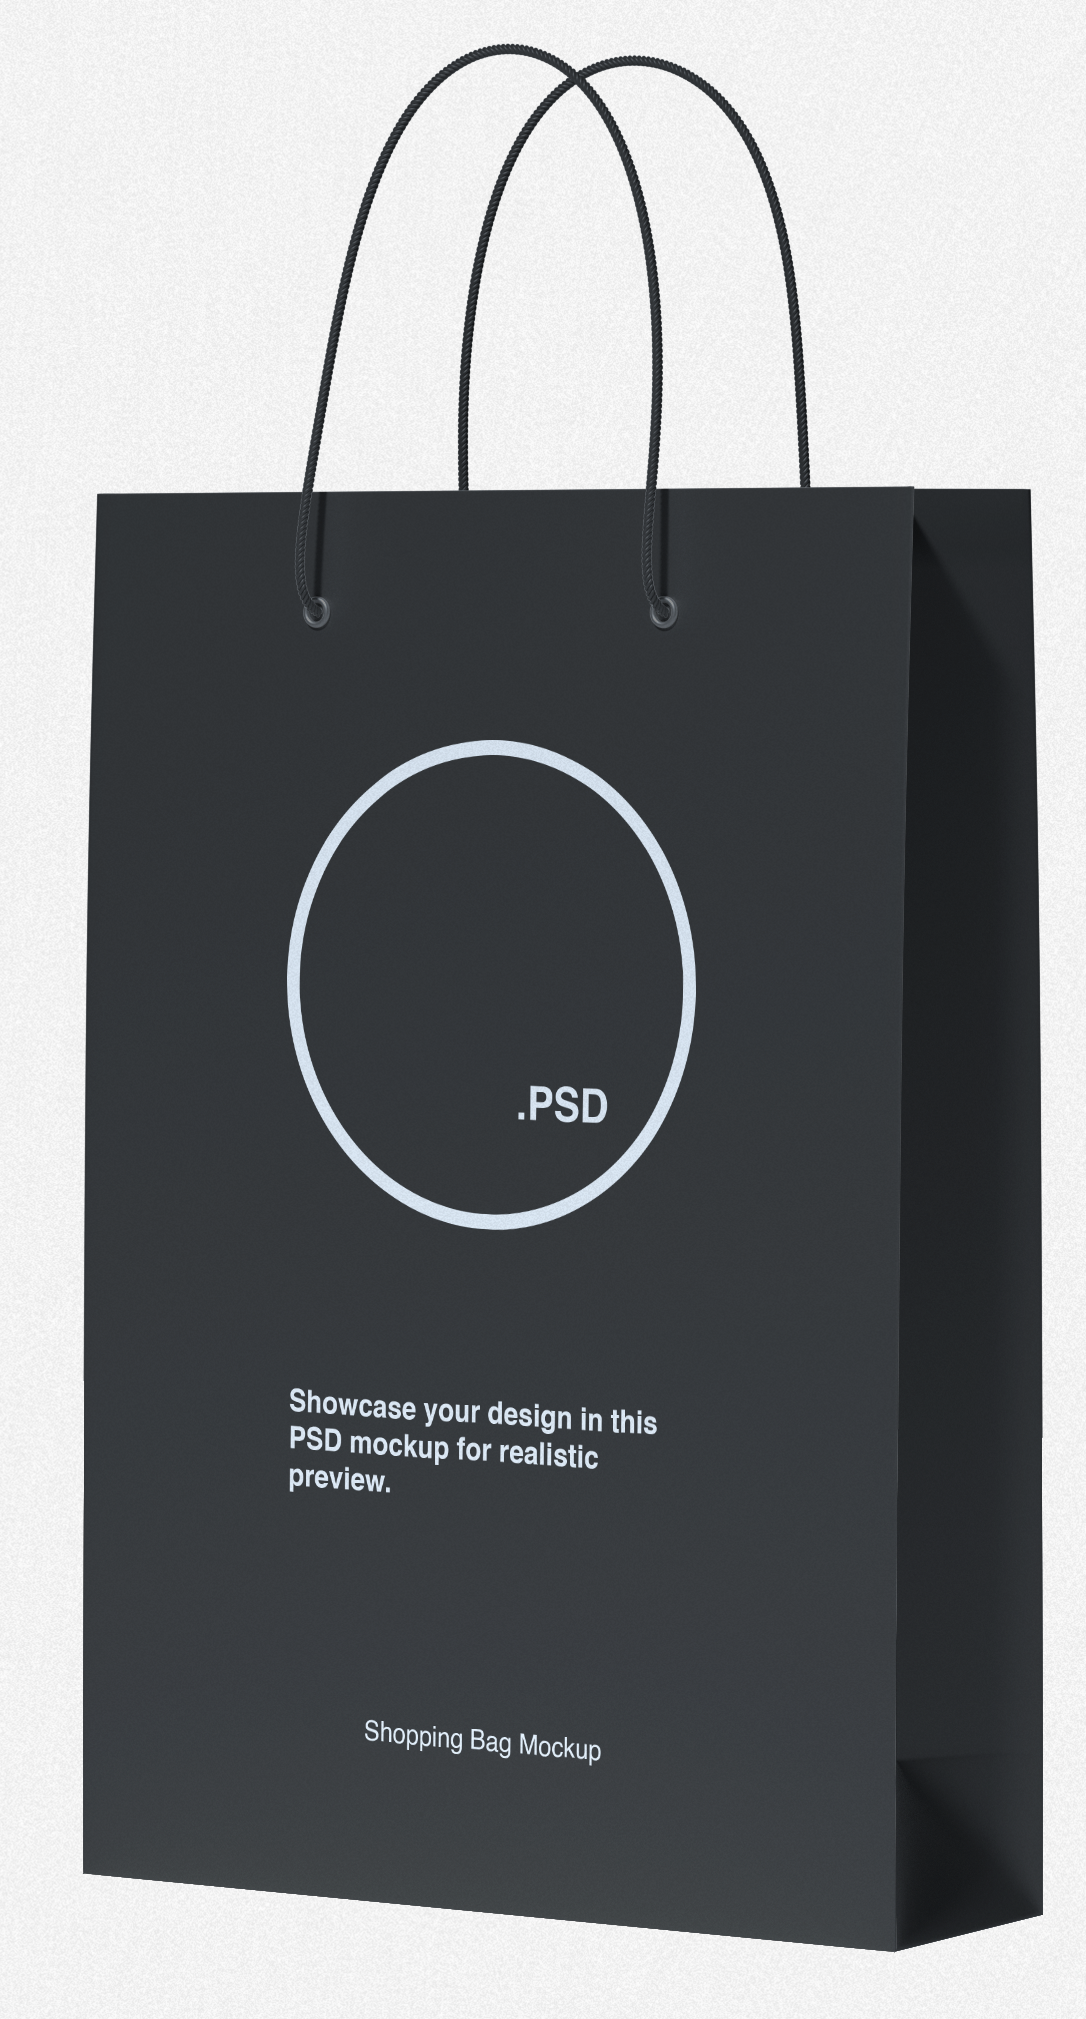 .PSD
Showcase your design in this
PSD mockup for realistic
preview.
Shopping Bag Mockup